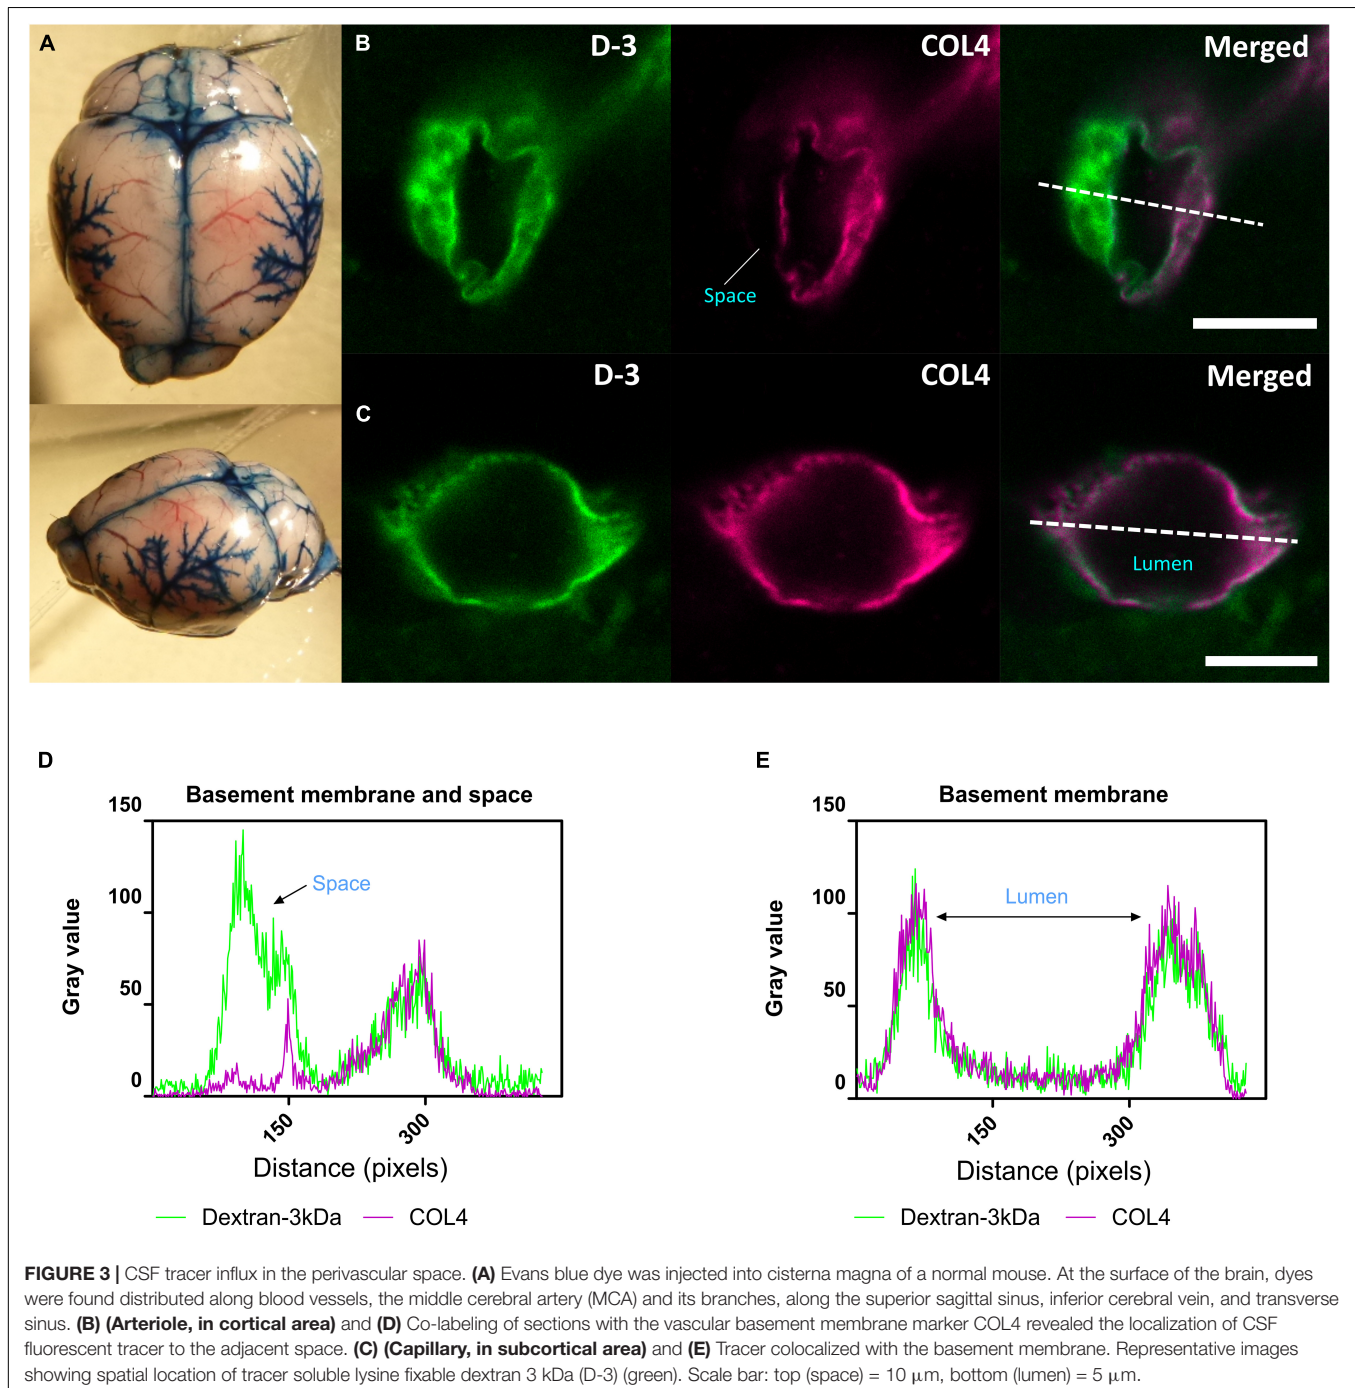 A
B
D-3
COL4
Merged
Space
D-3
COL4
Merged
C
Lumen
D
Basement membrane and space
150
100
50
0
Gray value
Space
150
300
Distance (pixels)
Dextran-3kDa
COL4
E
Basement membrane
150
100
50
0
Gray value
Lumen
150
300
Distance (pixels)
Dextran-3kDa
COL4
FIGURE 3 | CSF tracer influx in the perivascular space. (A) Evans blue dye was injected into cisterna magna of a normal mouse. At the surface of the brain, dyes
were found distributed along blood vessels, the middle cerebral artery (MCA) and its branches, along the superior sagittal sinus, inferior cerebral vein, and transverse
sinus. (B) (Arteriole, in cortical area) and (D) Co-labeling of sections with the vascular basement membrane marker COL4 revealed the localization of CSF
fluorescent tracer to the adjacent space. (C) (Capillary, in subcortical area) and (E) Tracer colocalized with the basement membrane. Representative images
showing spatial location of tracer soluble lysine fixable dextran 3 kDa (D-3) (green). Scale bar: top (space) = 10 μm, bottom (lumen) = 5 μm.